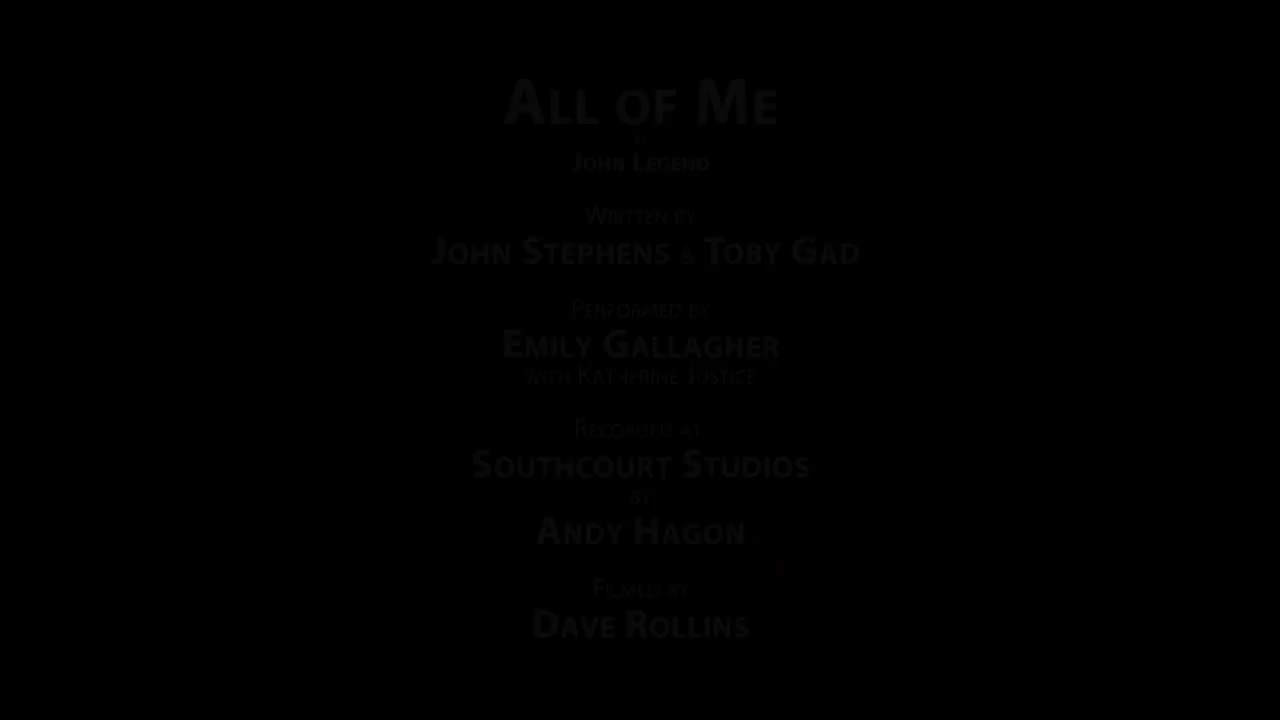 All of Me
by
John Legend
Written by
John Stephens & Toby Gad
Performed by
Emily Gallagher
with Katherine Justice
Recorded at
Southcourt Studios
by
Andy Hagon
Filmed by
Dave Rollins